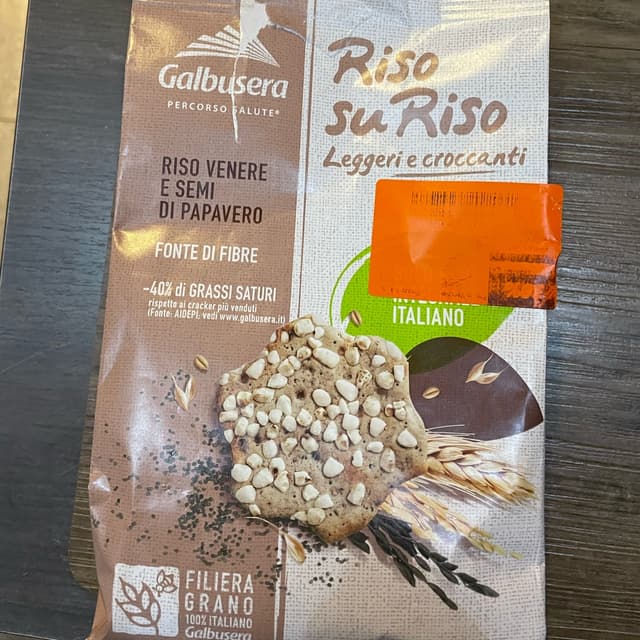 Galbusera
PERCORSO SALUTE®
Riso
su Riso
Leggeri e croccanti
RISO VENERE
E SEMI
DI PAPAVERO
FONTE DI FIBRE
-40% di GRASSI SATURI
rispetto ai cracker più venduti
(Fonte: AIDEPI, vedi www.galbusera.it)
ITALIANO
FILIERA
GRANO
100% ITALIANO
Galbusera